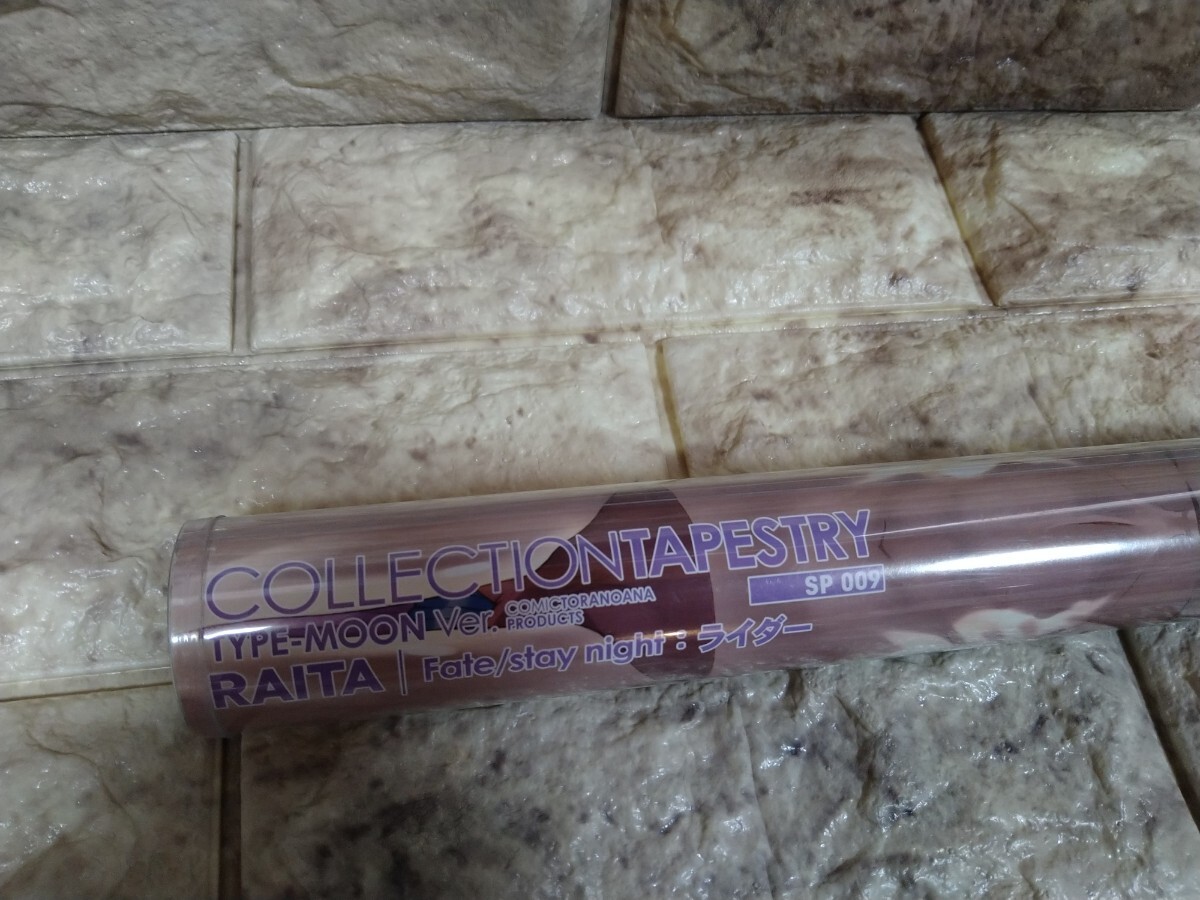 COLLECTIONTAPESTRY
SP 009
TYPE-MOON Ver. COMICTORANOANA
PRODUCTS
RAITA | Fate/stay night：ライダー